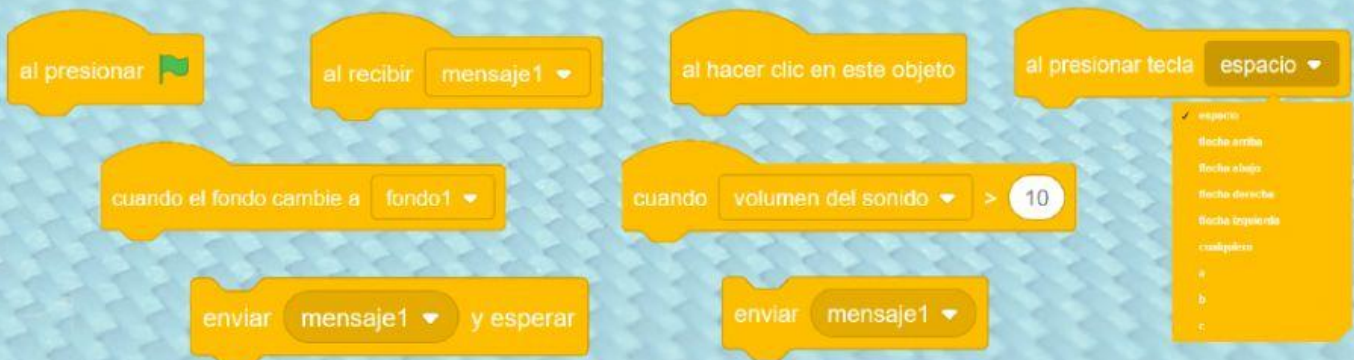 al presionar
al recibir mensaje1
al hacer clic en este objeto
al presionar tecla espacio
espacio
flecha arriba
flecha abajo
flecha derecha
flecha izquierda
cualquiera
a
b
c
cuando el fondo cambie a fondo1
cuando volumen del sonido > 10
enviar mensaje1 y esperar
enviar mensaje1